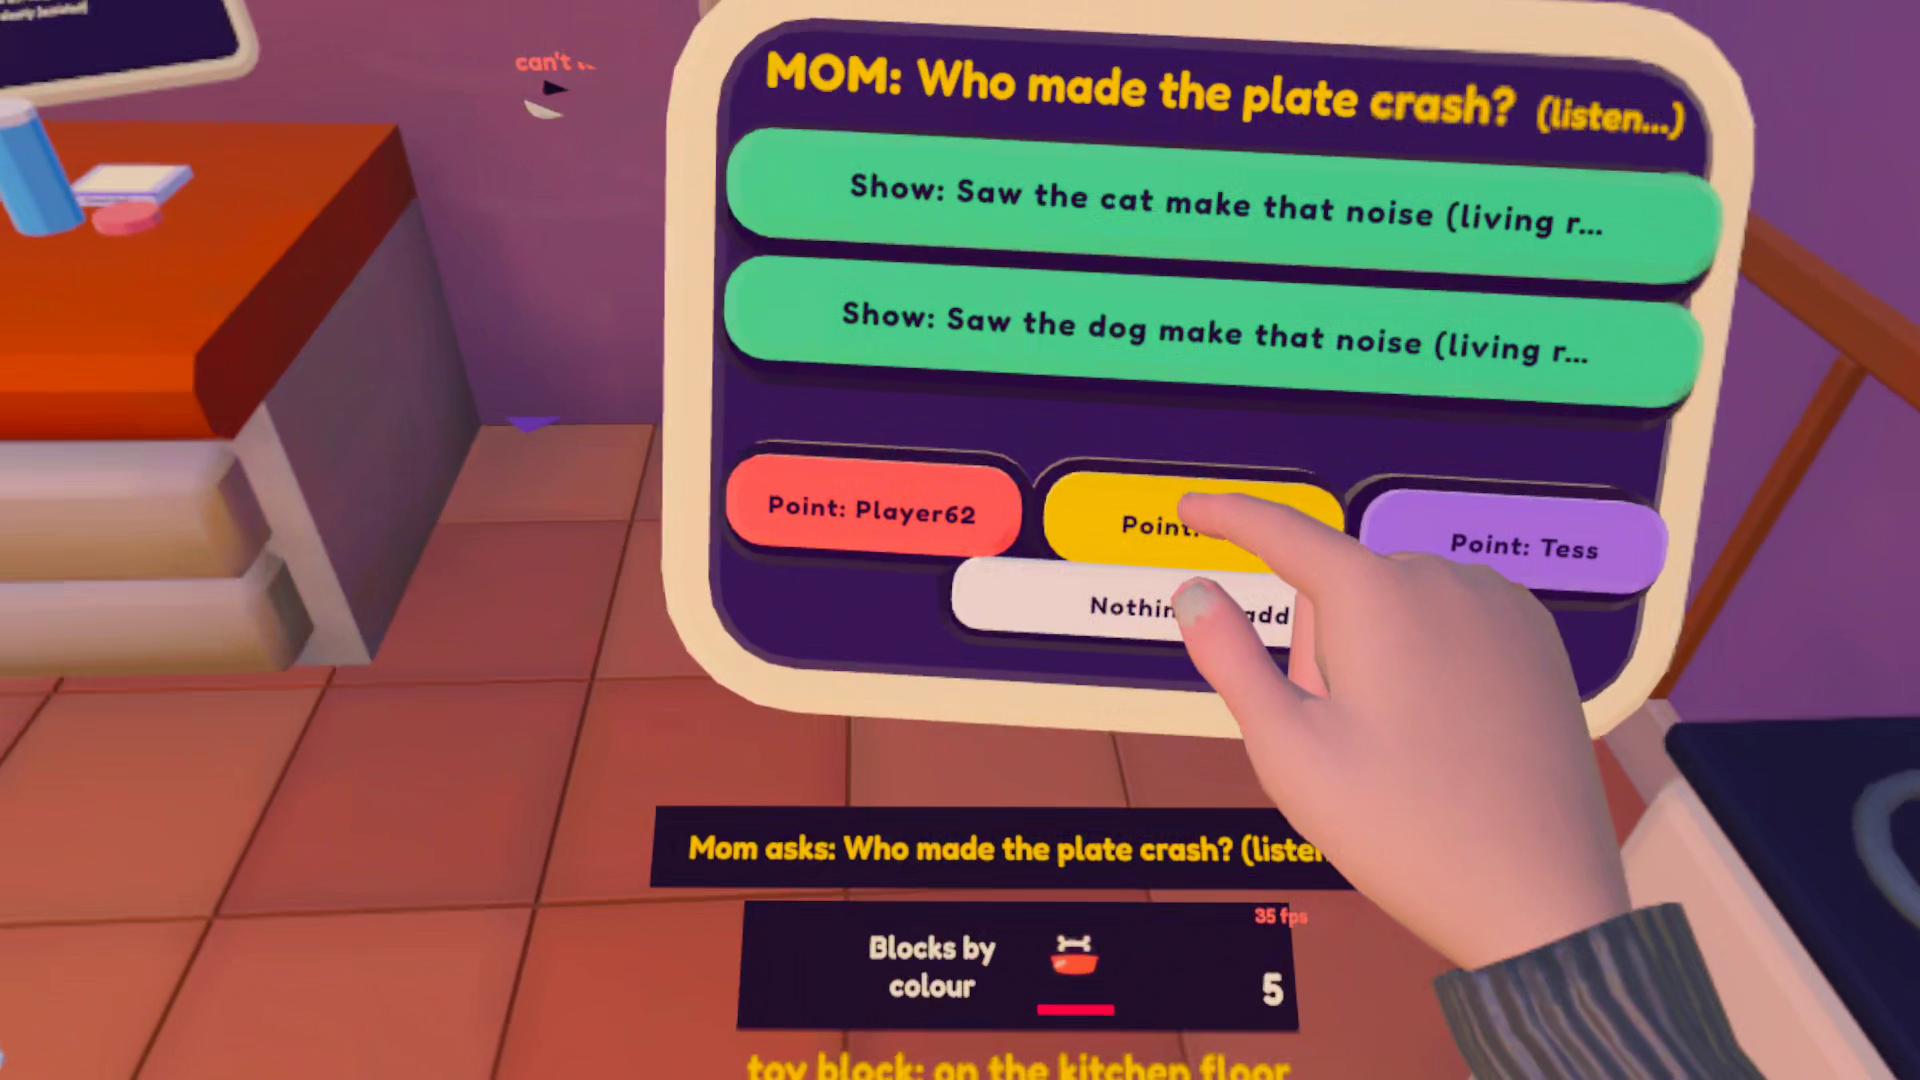 can't
MOM: Who made the plate crash? (listen...)
Show: Saw the cat make that noise (living r...
Show: Saw the dog make that noise (living r...
Point: Player62
Point:
Point: Tess
add
Mom asks: Who made the plate crash?
35 fps
Blocks by
colour
5
toy block: on the kitchen floor